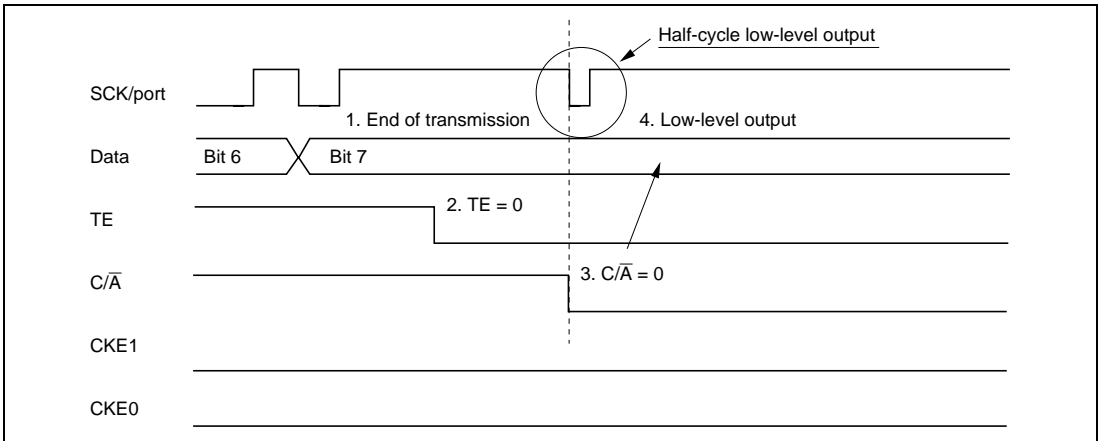 Half-cycle low-level output
SCK/port
1. End of transmission
4. Low-level output
Data
Bit 6
Bit 7
TE
2. TE = 0
C/A̅
3. C/A̅ = 0
CKE1
CKE0